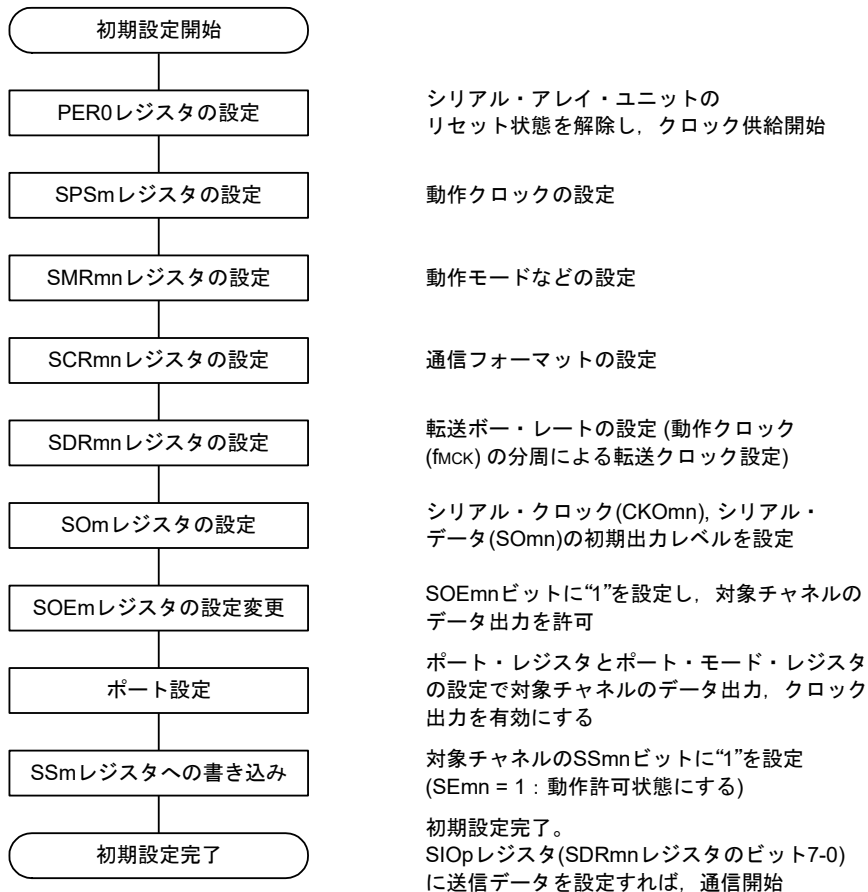 初期設定開始
PER0レジスタの設定
シリアル・アレイ・ユニットの
リセット状態を解除し，クロック供給開始
SPSmレジスタの設定
動作クロックの設定
SMRmnレジスタの設定
動作モードなどの設定
SCRmnレジスタの設定
通信フォーマットの設定
SDRmnレジスタの設定
転送ボー・レートの設定 (動作クロック
(fMCK) の分周による転送クロック設定)
SOmレジスタの設定
シリアル・クロック(CKOmn), シリアル・
データ(SOmn)の初期出力レベルを設定
SOEmレジスタの設定変更
SOEmnビットに“1”を設定し，対象チャネルの
データ出力を許可
ポート設定
ポート・レジスタとポート・モード・レジスタ
の設定で対象チャネルのデータ出力，クロック
出力を有効にする
SSmレジスタへの書き込み
対象チャネルのSSmnビットに“1”を設定
(SEmn = 1：動作許可状態にする)
初期設定完了
初期設定完了。
SIOpレジスタ(SDRmnレジスタのビット7-0)
に送信データを設定すれば，通信開始